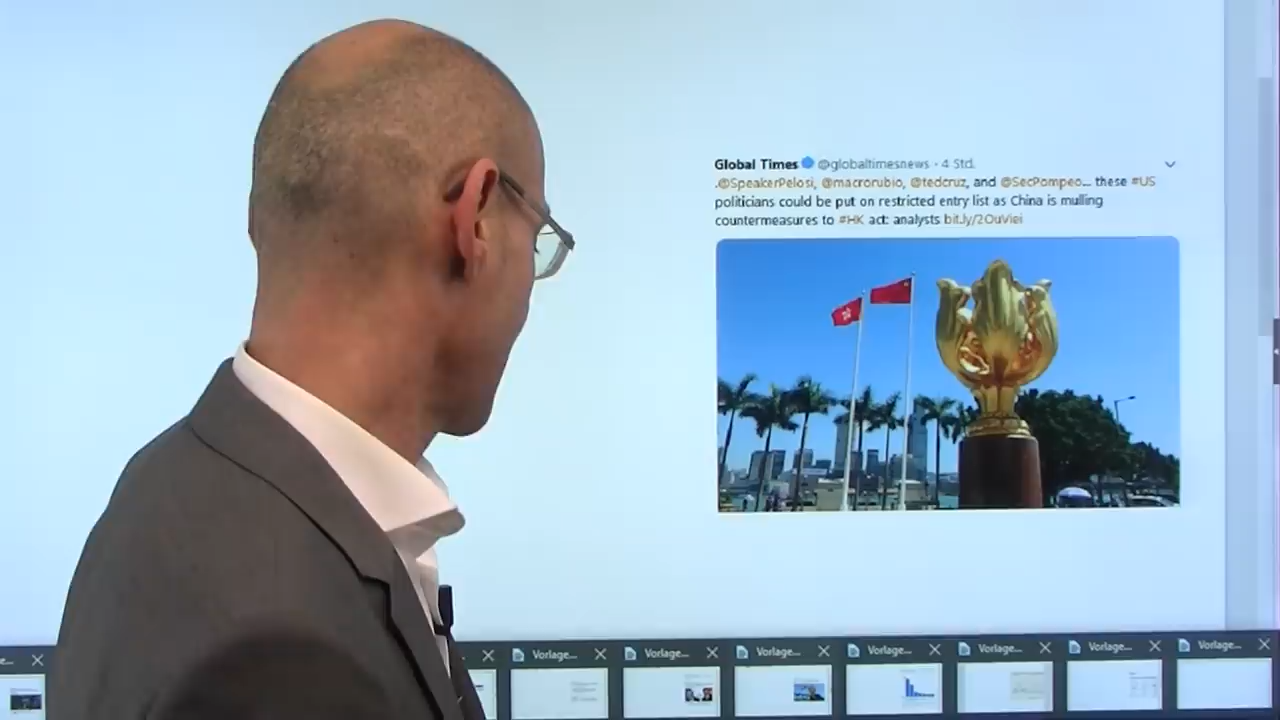 Global Times @globaltimesnews · 4 Std.
.@SpeakerPelosi, @macrorubio, @tedcruz, and @SecPompeo... these #US
politicians could be put on restricted entry list as China is mulling
countermeasures to #HK act: analysts bit.ly/2OuViei
e...
Vorlage...
Vorlage...
Vorlage...
Vorlage...
Vorlage...
Vorlage...
Vorlage...